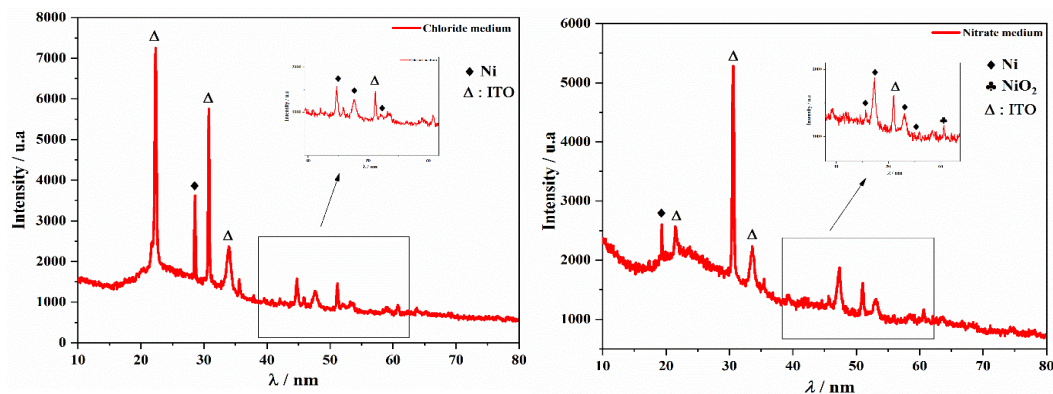 8000
7000
6000
5000
4000
3000
2000
1000
0
Intensity / u.a
10 20 30 40 50 60 70 80
λ / nm
Chloride medium
◆ Ni
Δ : ITO
Δ
Δ
◆
Δ
◆
◆
Δ
◆
6000
5000
4000
3000
2000
1000
Intensity / u.a
10 20 30 40 50 60 70 80
λ / nm
Nitrate medium
◆ Ni
♣ NiO₂
Δ : ITO
Δ
◆
Δ
Δ
◆
◆
Δ
◆
◆
♣